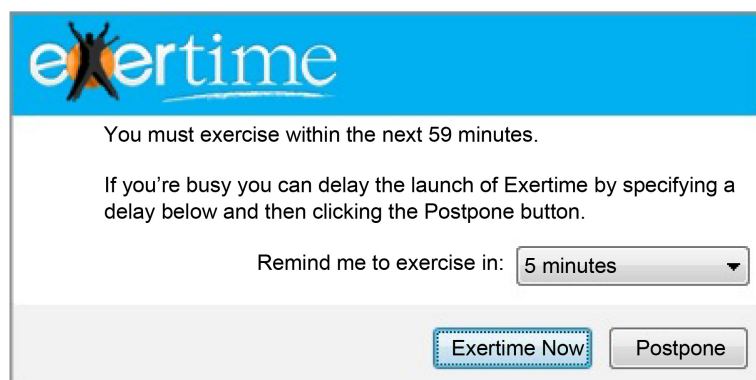 exertime
You must exercise within the next 59 minutes.
If you're busy you can delay the launch of Exertime by specifying a
delay below and then clicking the Postpone button.
Remind me to exercise in: 5 minutes
Exertime Now Postpone